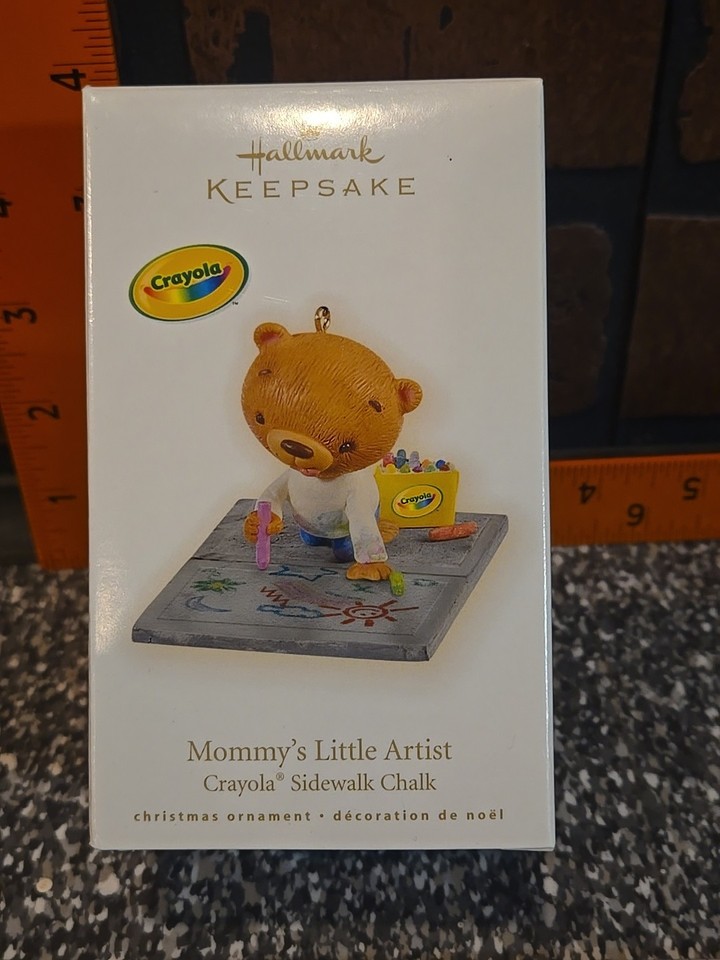 Hallmark
KEEPSAKE
Crayola™
Crayola
Mommy's Little Artist
Crayola® Sidewalk Chalk
christmas ornament • décoration de noël
4
3
2
1
4
5
6